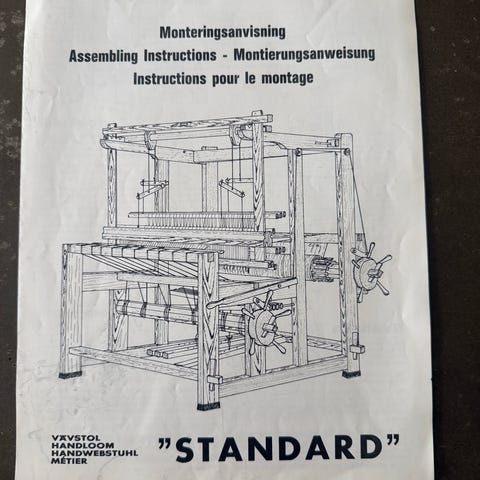 Monteringsanvisning
Assembling Instructions - Montierungsanweisung
Instructions pour le montage
VÄVSTOL
HANDLOOM
HANDWEBSTUHL
MÉTIER
"STANDARD"